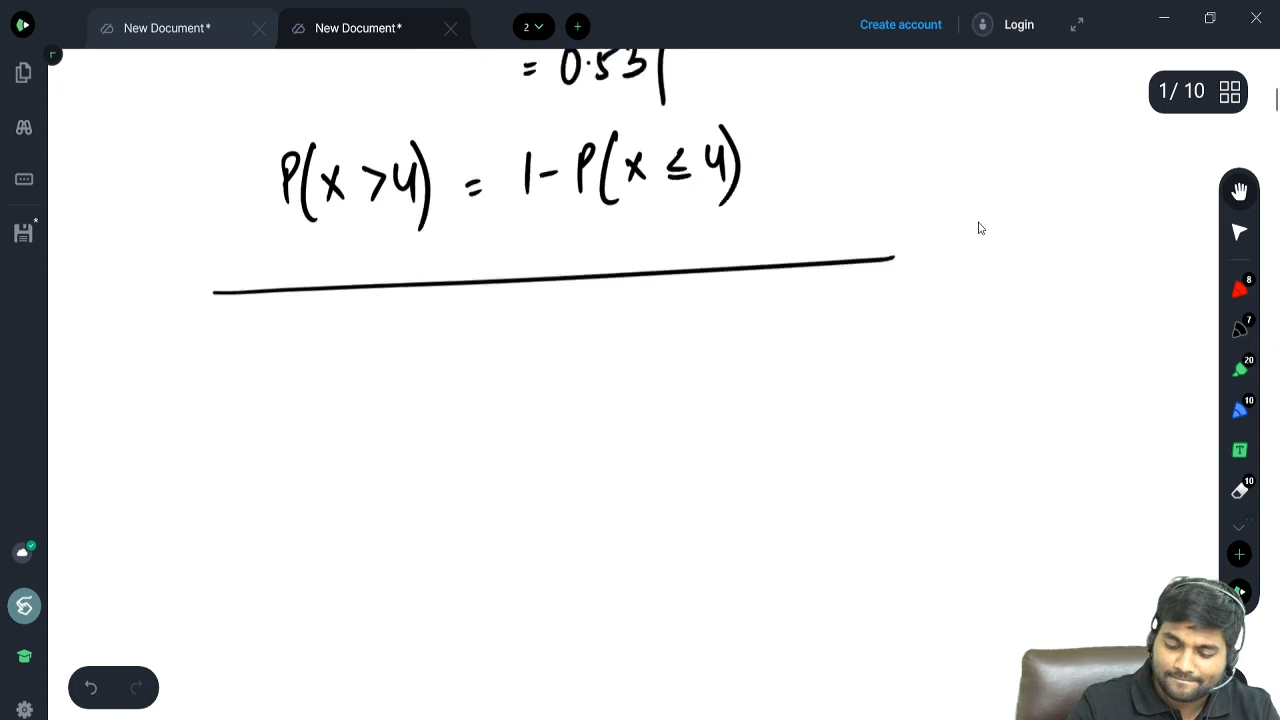 New Document*
New Document*
2
Create account
Login
= 0.53
1 / 10
P(x > 4) = 1 - P(x ≤ 4)
8
7
20
10
T
10